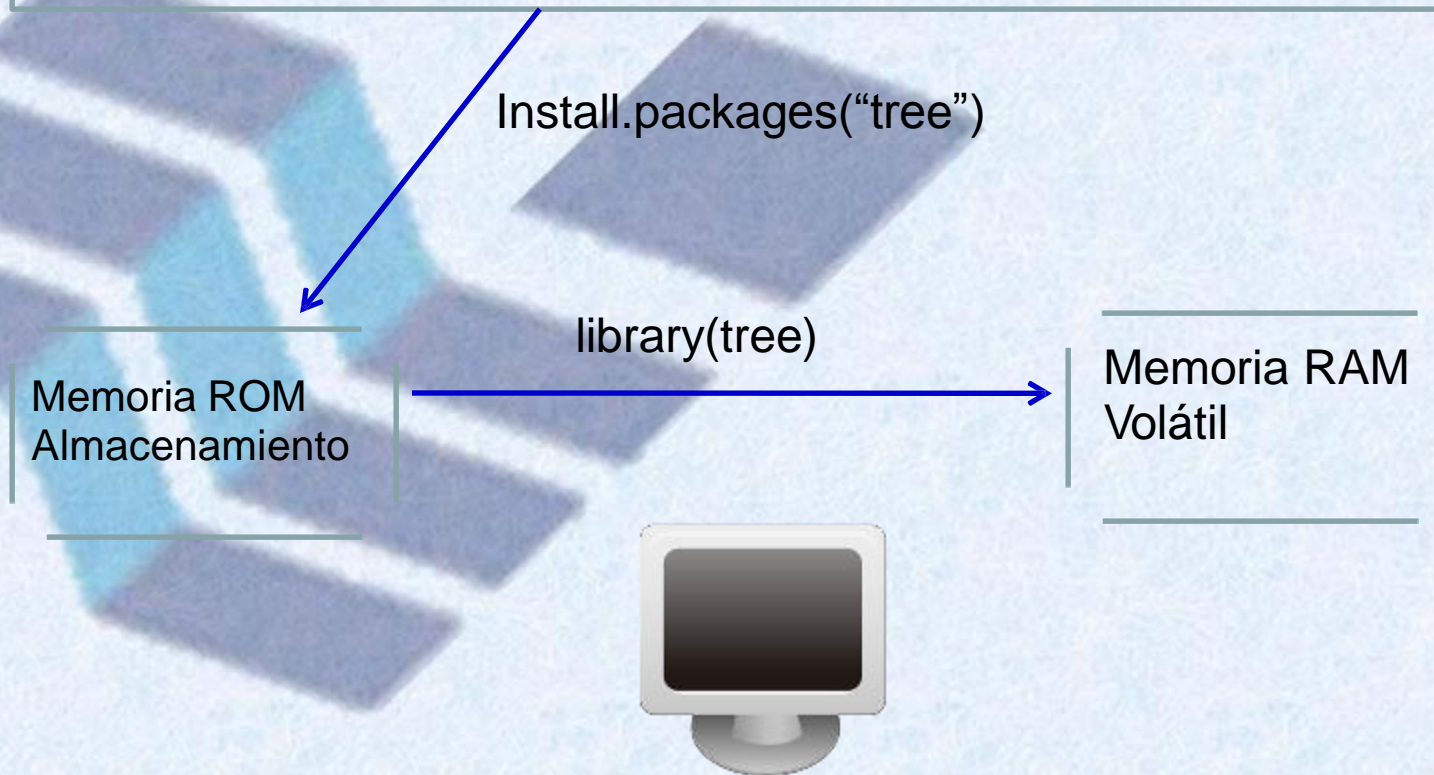 Install.packages(“tree”)
library(tree)
Memoria ROM
Almacenamiento
Memoria RAM
Volátil